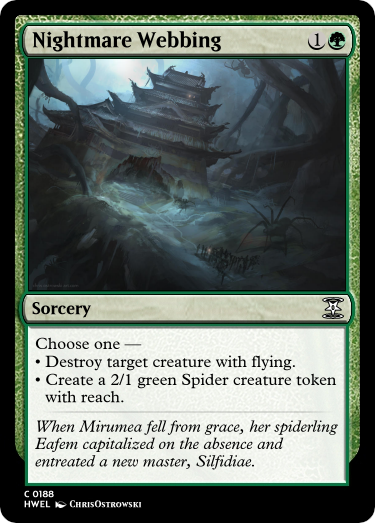 Nightmare Webbing 1
Sorcery
Choose one —
• Destroy target creature with flying.
• Create a 2/1 green Spider creature token
with reach.
When Mirumea fell from grace, her spiderling
Eafem capitalized on the absence and
entreated a new master, Silfidiae.
C 0188
HWEL ChrisOstrowski